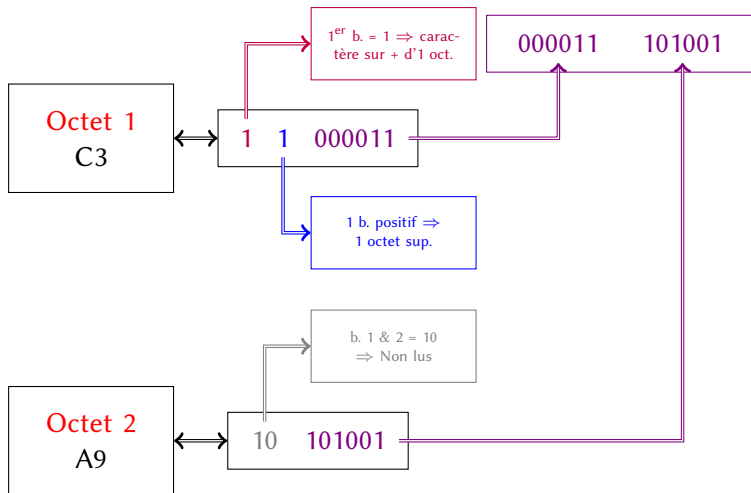 1er b. = 1 ⇒ carac-
tère sur + d'1 oct.
000011 101001
Octet 1
C3
1 1 000011
1 b. positif ⇒
1 octet sup.
b. 1 & 2 = 10
⇒ Non lus
Octet 2
A9
10 101001